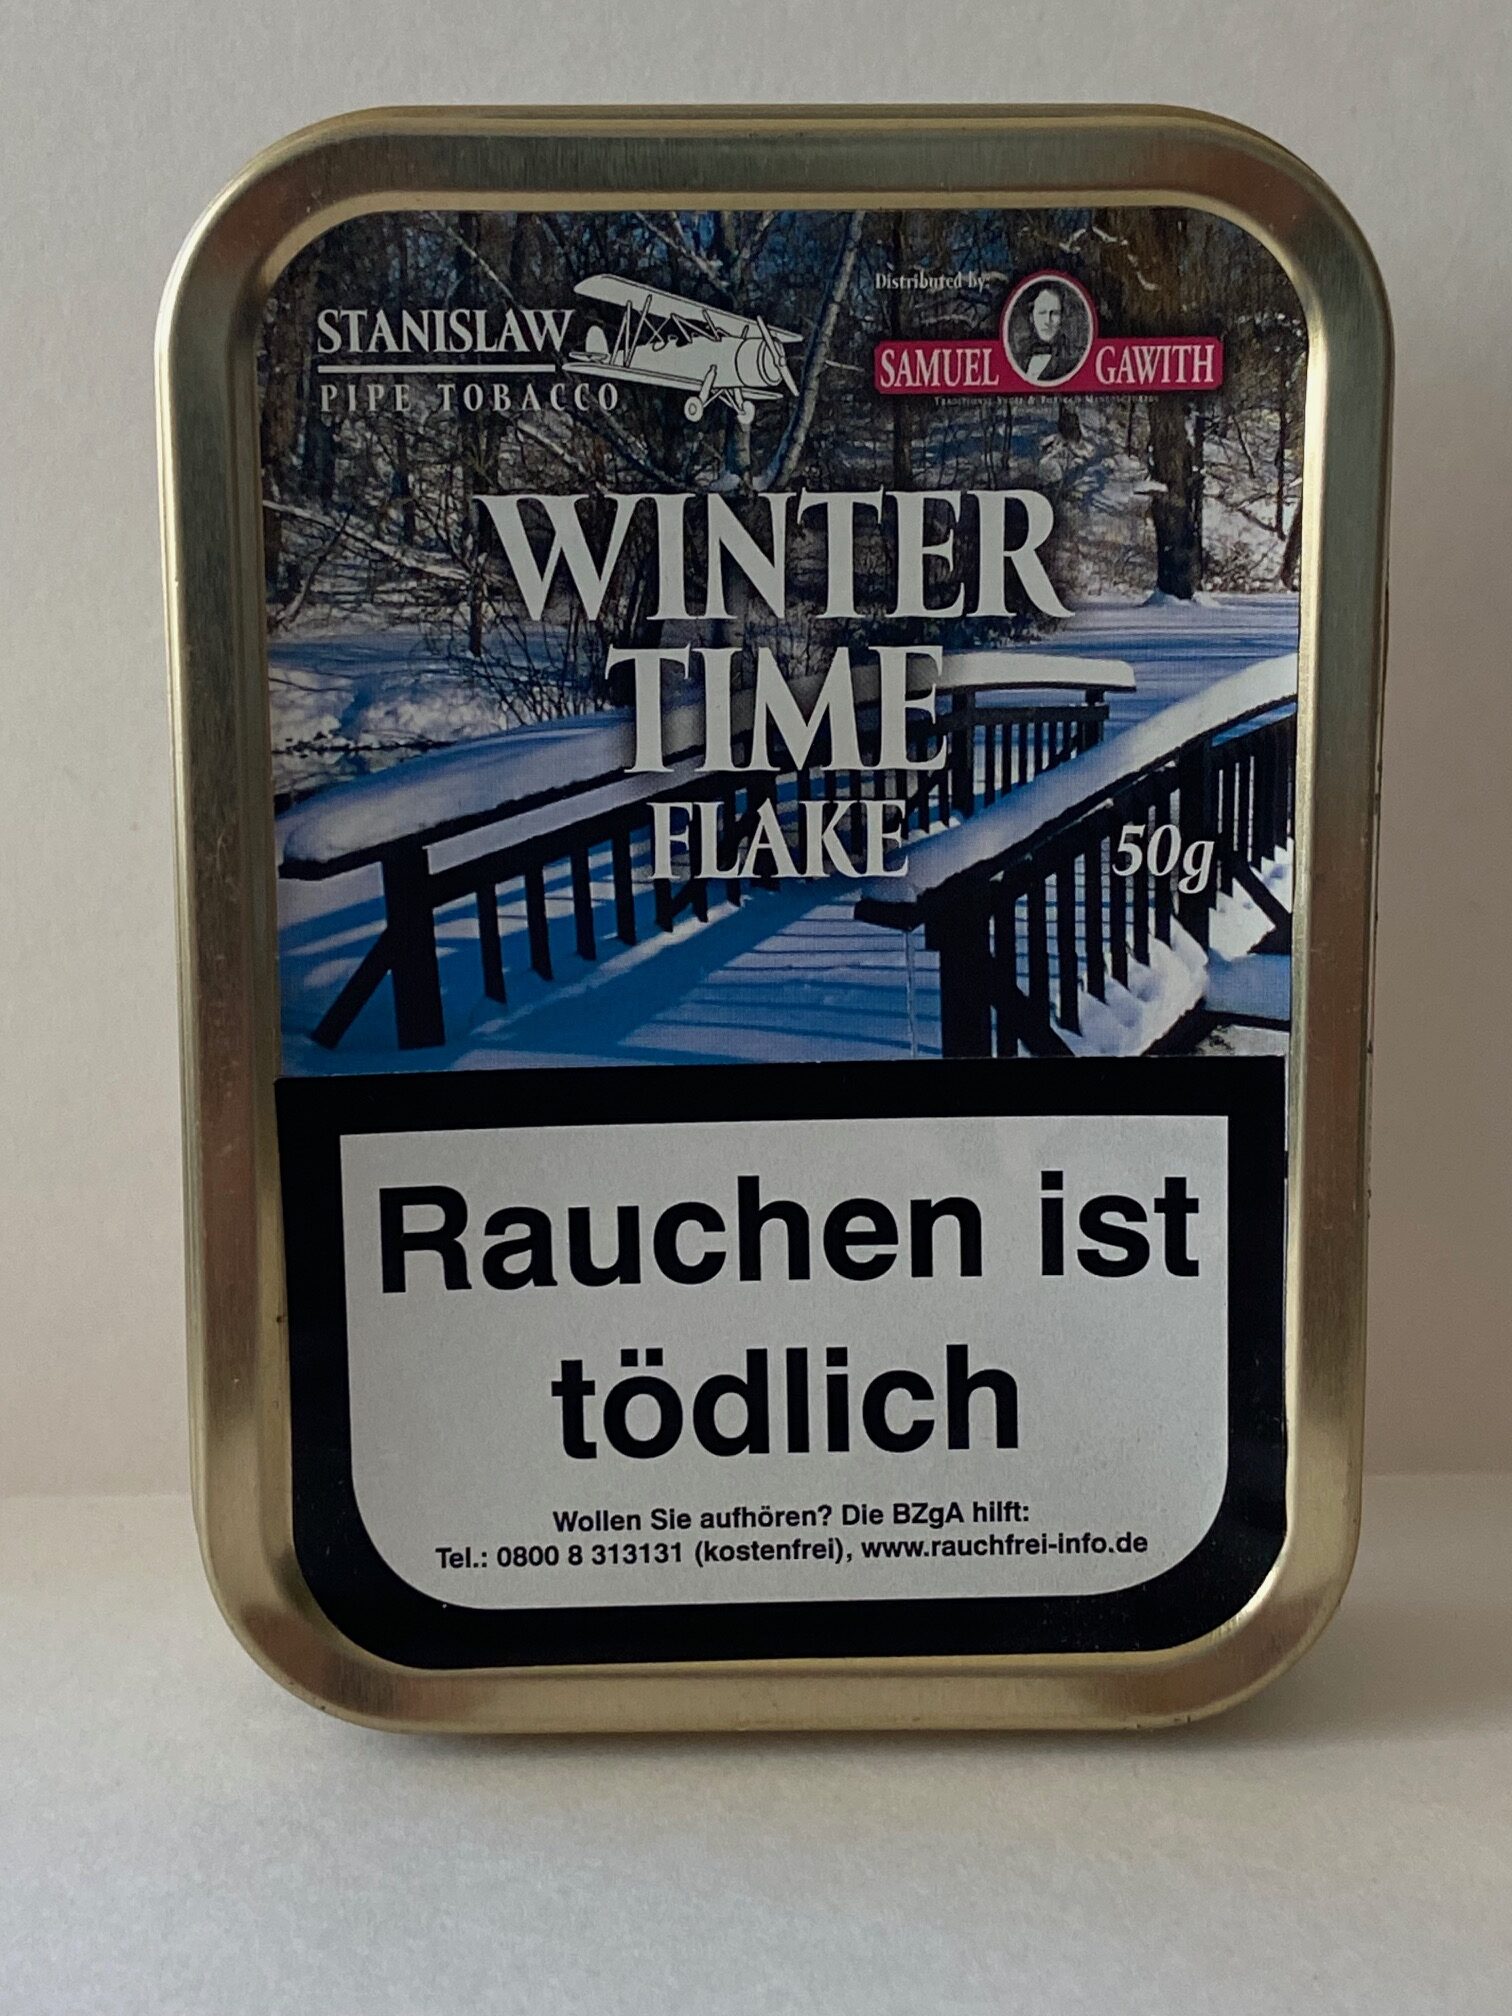 STANISLAW
PIPE TOBACCO
Distributed by:
SAMUEL GAWITH
WINTER
TIME
FLAKE
50g
Rauchen ist
tödlich
Wollen Sie aufhören? Die BZgA hilft:
Tel.: 0800 8 313131 (kostenfrei), www.rauchfrei-info.de